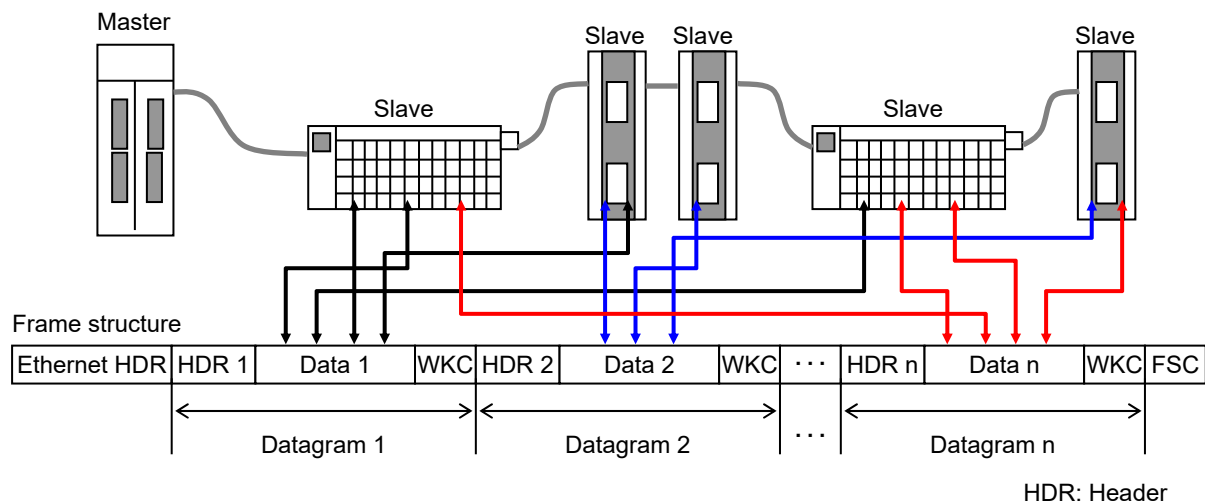 Master
Slave
Slave
Slave
Slave
Slave
Frame structure
Ethernet HDR HDR 1 Data 1 WKC HDR 2 Data 2 WKC ··· HDR n Data n WKC FSC
Datagram 1 Datagram 2 ··· Datagram n
HDR: Header